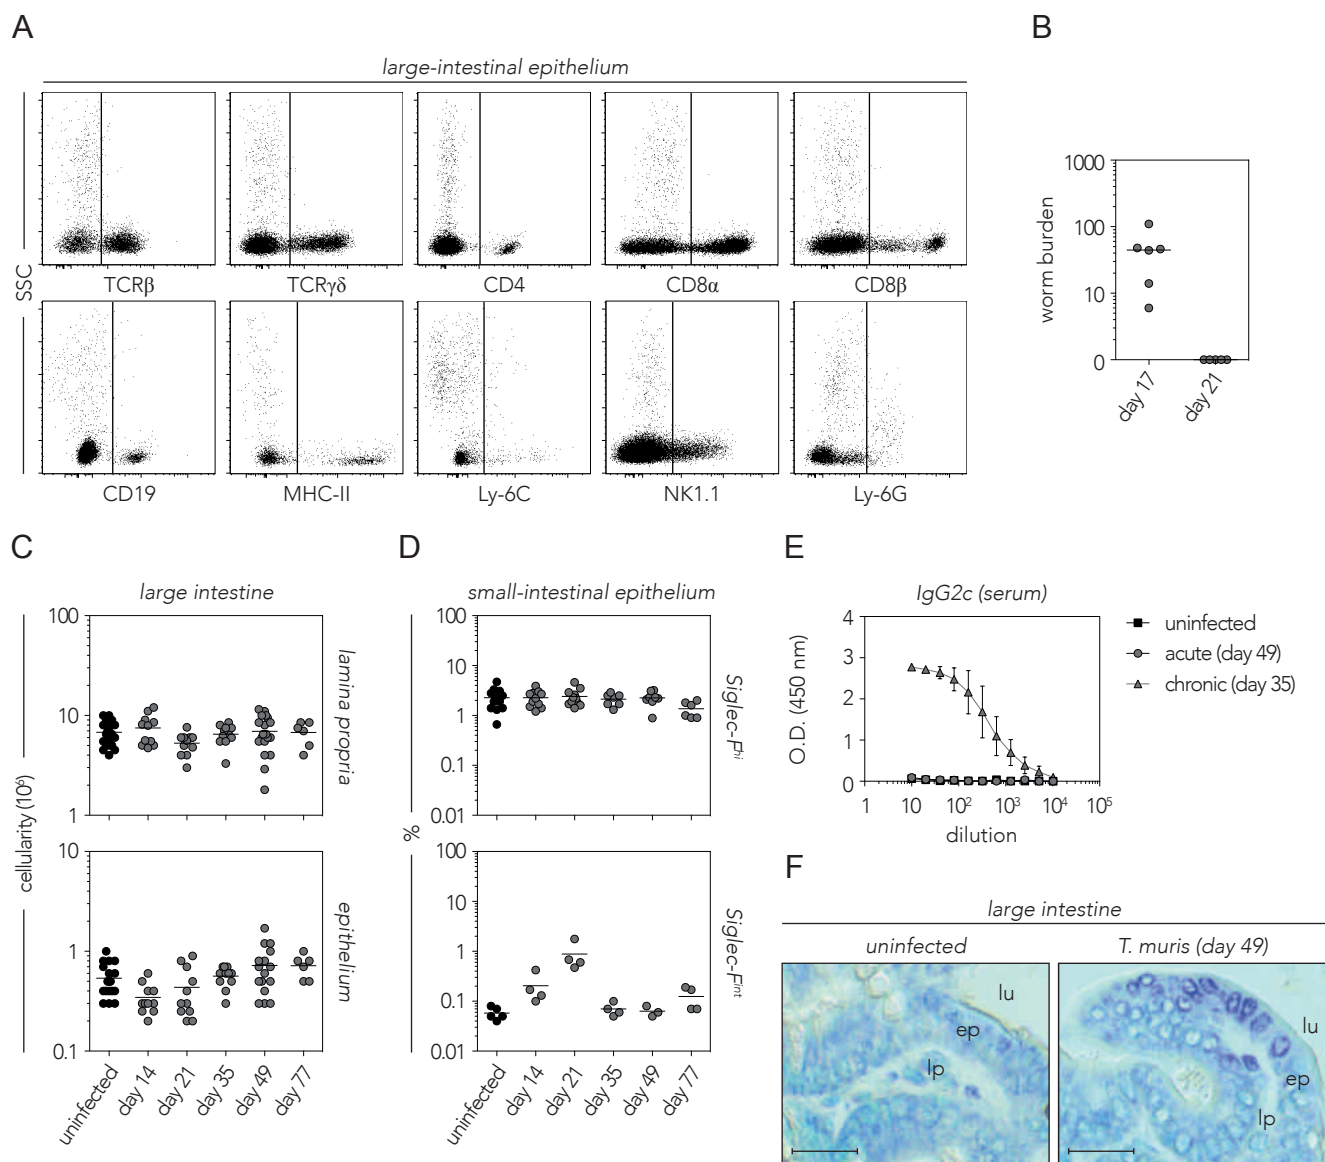 A
large-intestinal epithelium
SSC
TCRβ
TCRγδ
CD4
CD8α
CD8β
CD19
MHC-II
Ly-6C
NK1.1
Ly-6G
B
worm burden
1000
100
10
0
day 17
day 21
C
large intestine
cellularity (10⁶)
100
10
1
lamina propria
10
1
0.1
epithelium
uninfected
day 14
day 21
day 35
day 49
day 77
D
small-intestinal epithelium
%
100
10
1
0.1
0.01
Siglec-Fʰⁱ
100
10
1
0.1
0.01
Siglec-Fⁱⁿᵗ
uninfected
day 14
day 21
day 35
day 49
day 77
E
IgG2c (serum)
O.D. (450 nm)
4
3
2
1
0
1
10
10²
10³
10⁴
10⁵
dilution
uninfected
acute (day 49)
chronic (day 35)
F
large intestine
uninfected
T. muris (day 49)
lu
ep
lp
lu
ep
lp